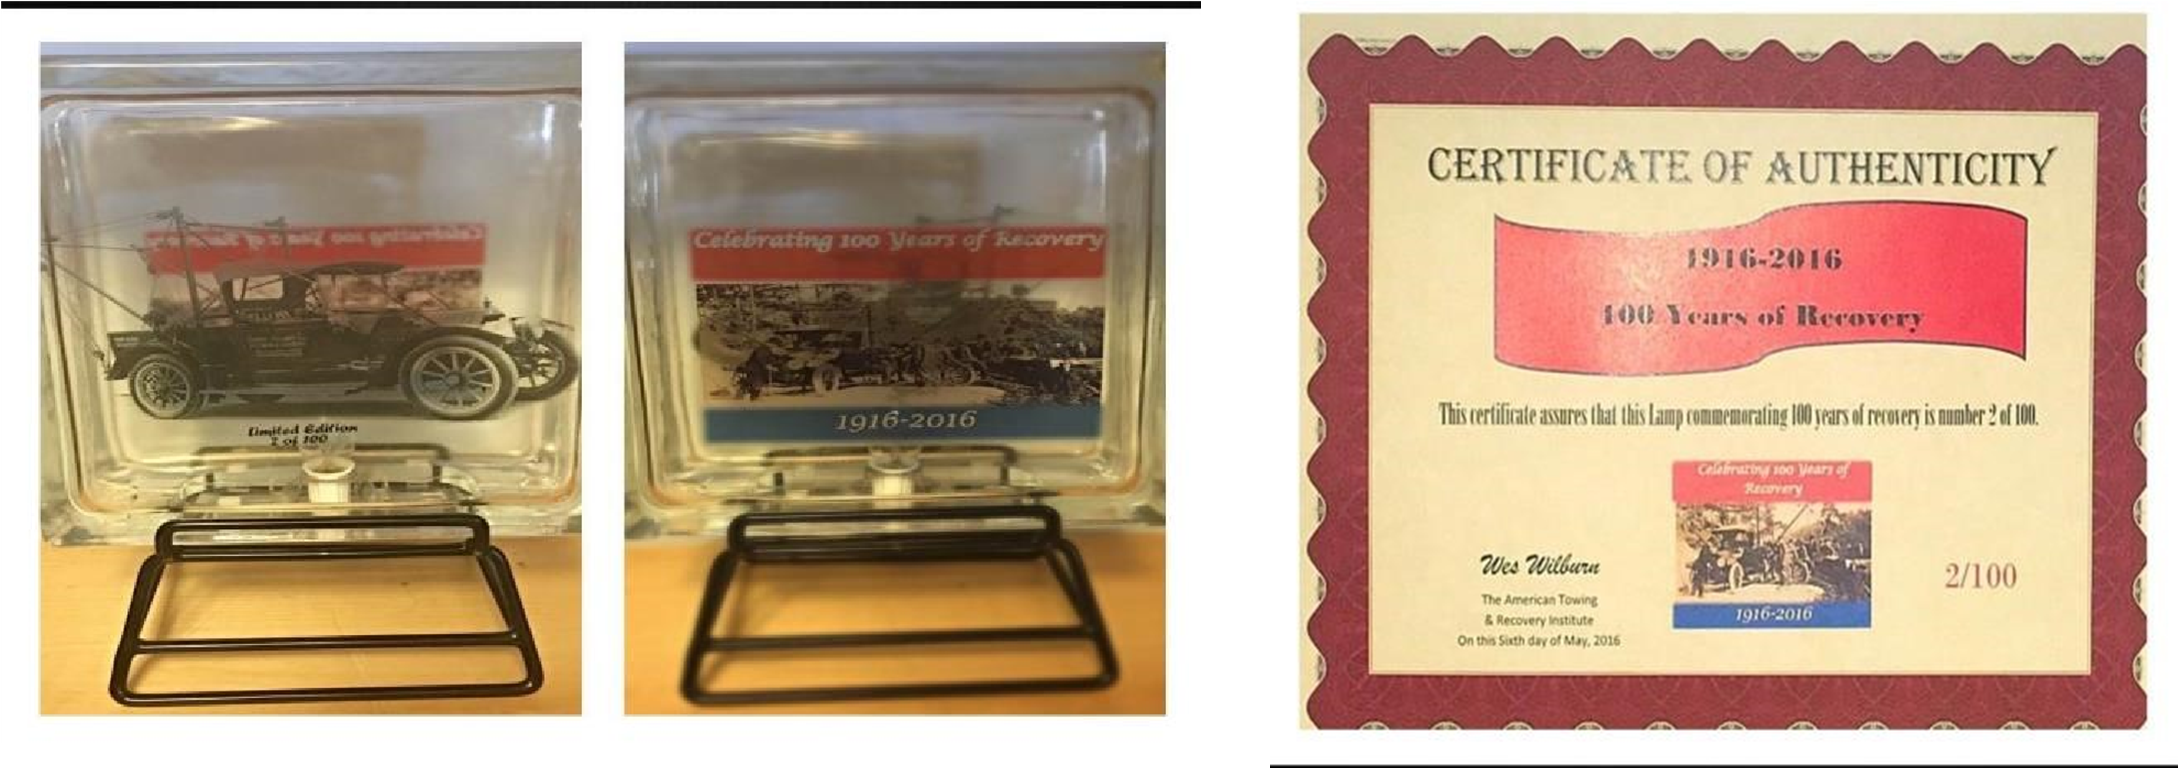 Limited Edition
2 of 100
Celebrating 100 Years of Recovery
1916-2016
CERTIFICATE OF AUTHENTICITY
1916-2016
100 Years of Recovery
This certificate assures that this Lamp commemorating 100 years of recovery is number 2 of 100.
Celebrating 100 Years of
Recovery
1916-2016
Wes Wilburn
The American Towing
& Recovery Institute
On this Sixth day of May, 2016
2/100